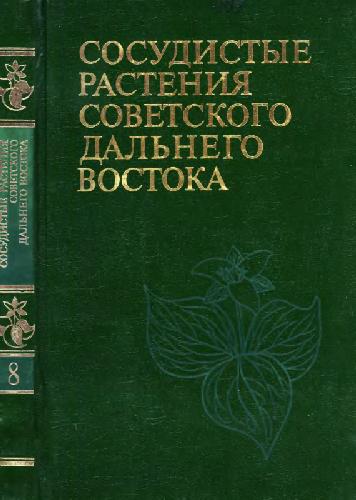 СОСУДИСТЫЕ
РАСТЕНИЯ
СОВЕТСКОГО
ДАЛЬНЕГО
ВОСТОКА
СОСУДИСТЫЕ РАСТЕНИЯ
СОВЕТСКОГО
ДАЛЬНЕГО ВОСТОКА
8